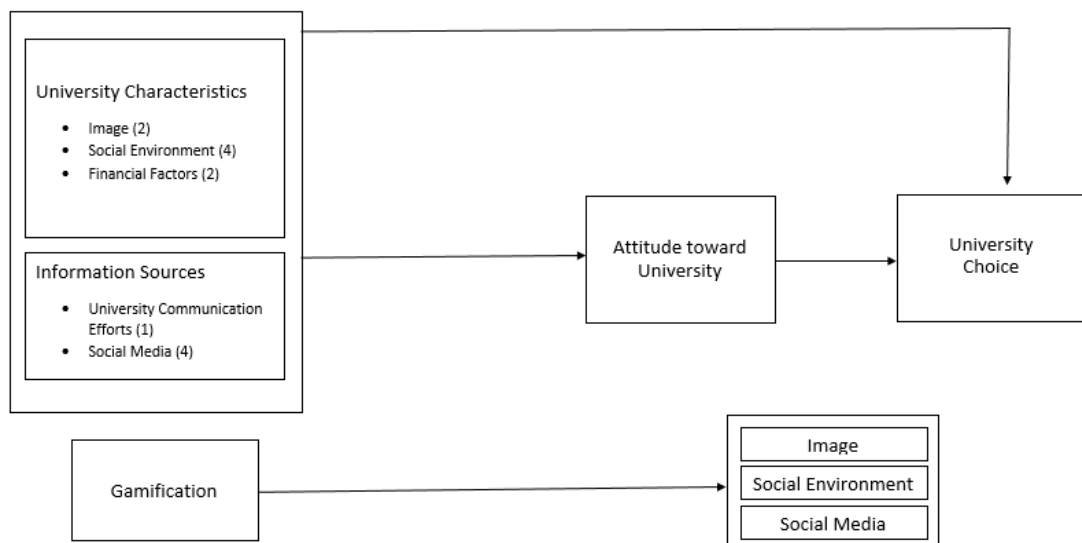 University Characteristics
• Image (2)
• Social Environment (4)
• Financial Factors (2)
Information Sources
• University Communication
Efforts (1)
• Social Media (4)
Attitude toward
University
University
Choice
Gamification
Image
Social Environment
Social Media